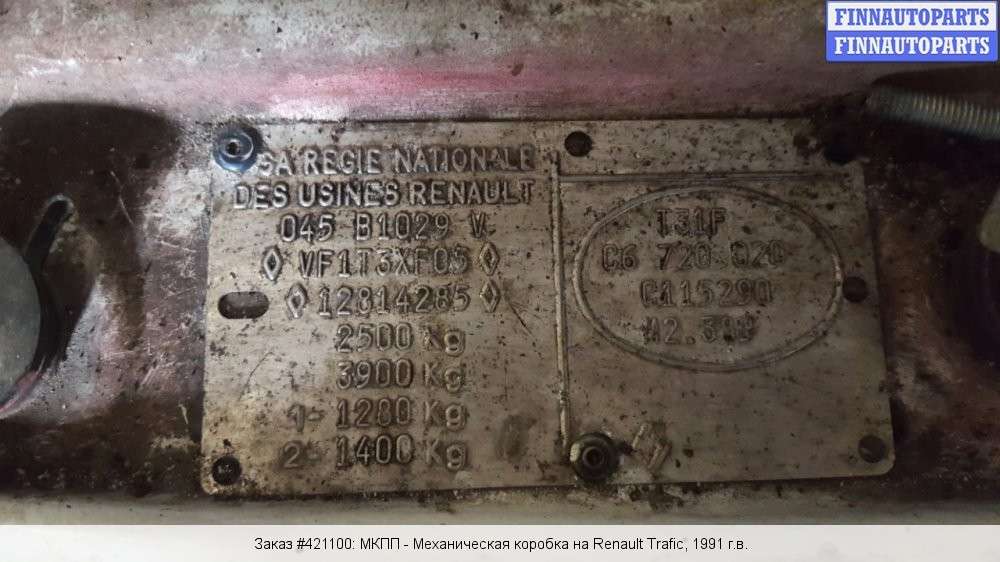 FINNAUTOPARTS
FINNAUTOPARTS
SA REGIE NATIONALE
DES USINES RENAULT
045 B1029 V
VF1T3XF05
12814285
2500 Kg
3900 Kg
1- 1280 Kg
2- 1400 Kg
T31F
C6 720 020
C115290
Заказ #421100: МКПП - Механическая коробка на Renault Trafic, 1991 г.в.